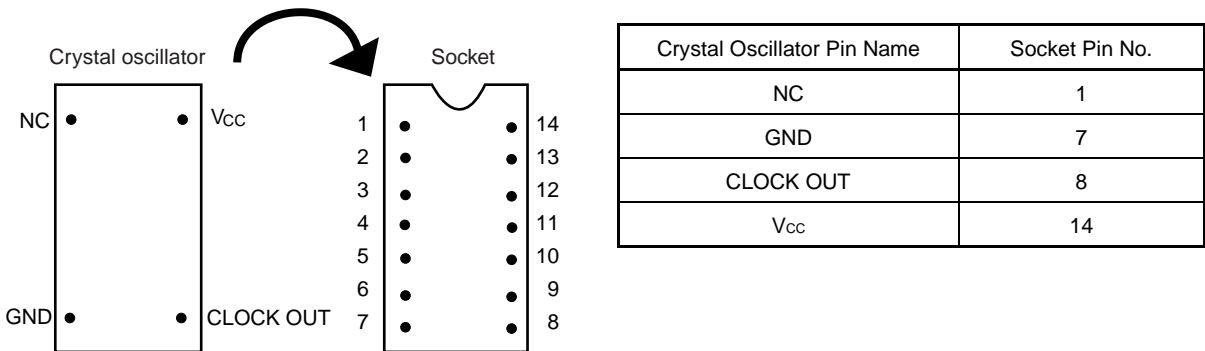 Crystal oscillator
NC
Vcc
GND
CLOCK OUT
Socket
1 14
2 13
3 12
4 11
5 10
6 9
7 8
Crystal Oscillator Pin Name Socket Pin No.
NC 1
GND 7
CLOCK OUT 8
Vcc 14